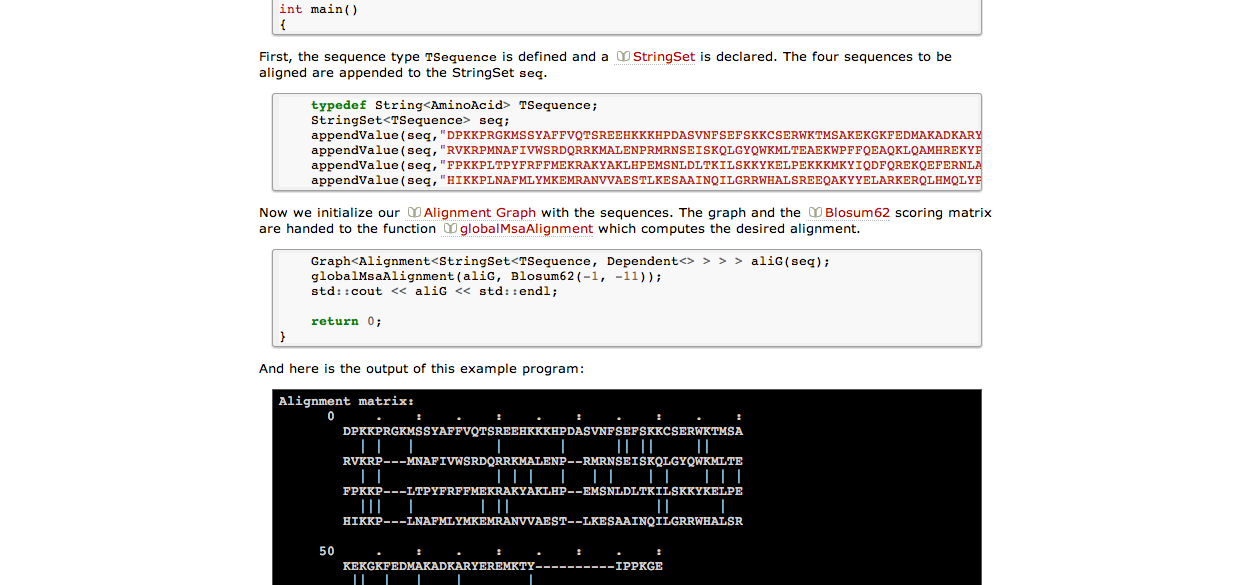 int main()
{
First, the sequence type TSequence is defined and a StringSet is declared. The four sequences to be
aligned are appended to the StringSet seq.
typedef String<AminoAcid> TSequence;
StringSet<TSequence> seq;
appendValue(seq,"DPKKPRGKMSSYAFFVQTSREEHKKKHPDASVNFSEFSKKCSERWKTMSAKEKGKFEDMAKADKARY
appendValue(seq,"RVKRPMNAFIVWSRDQRRKMALENPRMRNSEISKQLGYQWKMLTEAEKWPFFQEAQKLQAMHREKYP
appendValue(seq,"FPKKPLTPYFRFFMEKRAKYAKLHPEMSNLDLTKILSKKYKELPEKKKMKYIQDFQREKQEFERNLA
appendValue(seq,"HIKKPLNAFMLYMKEMRANVVAESTLKESAAINQILGRRWHALSREEQAKYYELARKERQLHMQLYP
Now we initialize our Alignment Graph with the sequences. The graph and the Blosum62 scoring matrix
are handed to the function globalMsaAlignment which computes the desired alignment.
Graph<Alignment<StringSet<TSequence, Dependent<> > > > aliG(seq);
globalMsaAlignment(aliG, Blosum62(-1, -11));
std::cout << aliG << std::endl;
return 0;
}
And here is the output of this example program:
Alignment matrix:
0     .    :    .    :    .    :    .    :    .    :
DPKKPRGKMSSYAFFVQTSREEHKKKHPDASVNFSEFSKKCSERWKTMSA
  | |   |          |       |      || ||     ||
RVKRP---MNAFIVWSRDQRRKMALENP--RMRNSEISKQLGYQWKMLTE
  | |              | | |   |   | |    | |    | | |
FPKKP---LTPYFRFFMEKRAKYAKLHP--EMSNLDLTKILSKKYKELPE
  |||   |        | ||                  ||      |
HIKKP---LNAFMLYMKEMRANVVAEST--LKESAAINQILGRRWHALSR
50     .    :    .    :    .    :    .    :
KEKGKFEDMAKADKARYEREMKTY----------IPPKGE
 ||  |   |    |        |